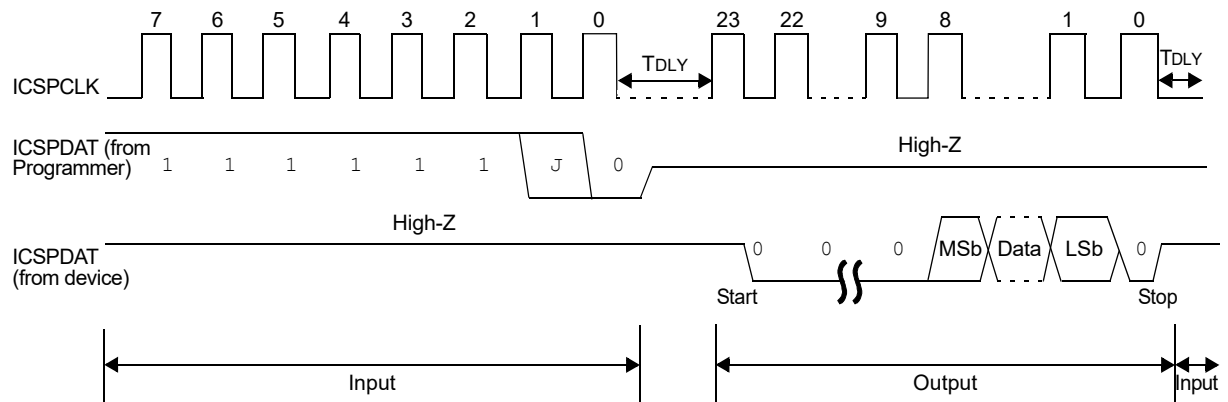 7 6 5 4 3 2 1 0 23 22 9 8 1 0
TDLY TDLY
ICSPCLK
ICSPDAT (from
Programmer)
1 1 1 1 1 1 J 0
High-Z
High-Z
ICSPDAT
(from device)
0 0 0 MSb Data LSb 0
Start Stop
Input Output Input